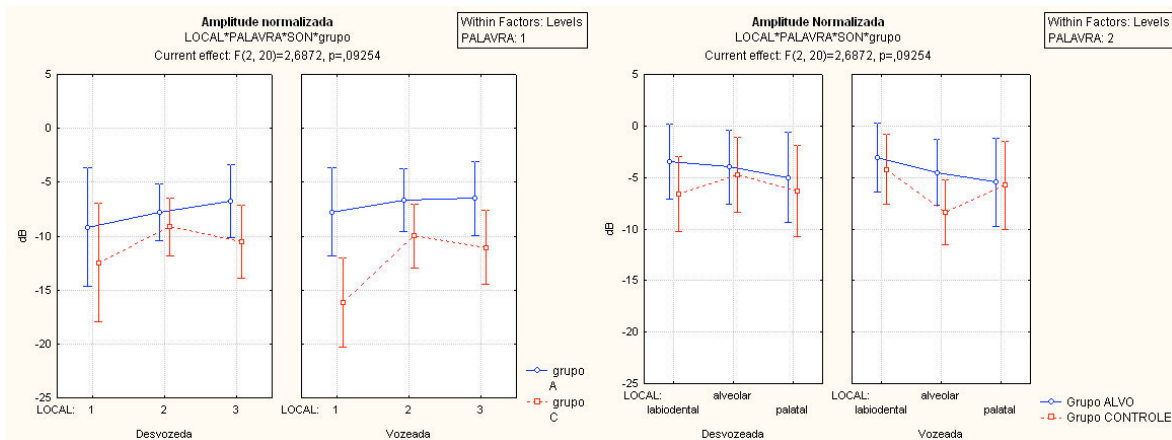 Amplitude normalizada
LOCAL*PALAVRA*SON*grupo
Current effect: F(2, 20)=2,6872, p=,09254
Within Factors: Levels
PALAVRA: 1
5
0
-5
-10
-15
-20
-25
dB
LOCAL: 1 2 3
Desvozeda
LOCAL: 1 2 3
Vozeada
grupo
A
grupo
C
Amplitude Normalizada
LOCAL*PALAVRA*SON*grupo
Current effect: F(2, 20)=2,6872, p=,09254
Within Factors: Levels
PALAVRA: 2
5
0
-5
-10
-15
-20
-25
dB
LOCAL: alveolar
labiodental palatal
Desvozeada
LOCAL: alveolar
labiodental palatal
Vozeada
Grupo ALVO
Grupo CONTROLE